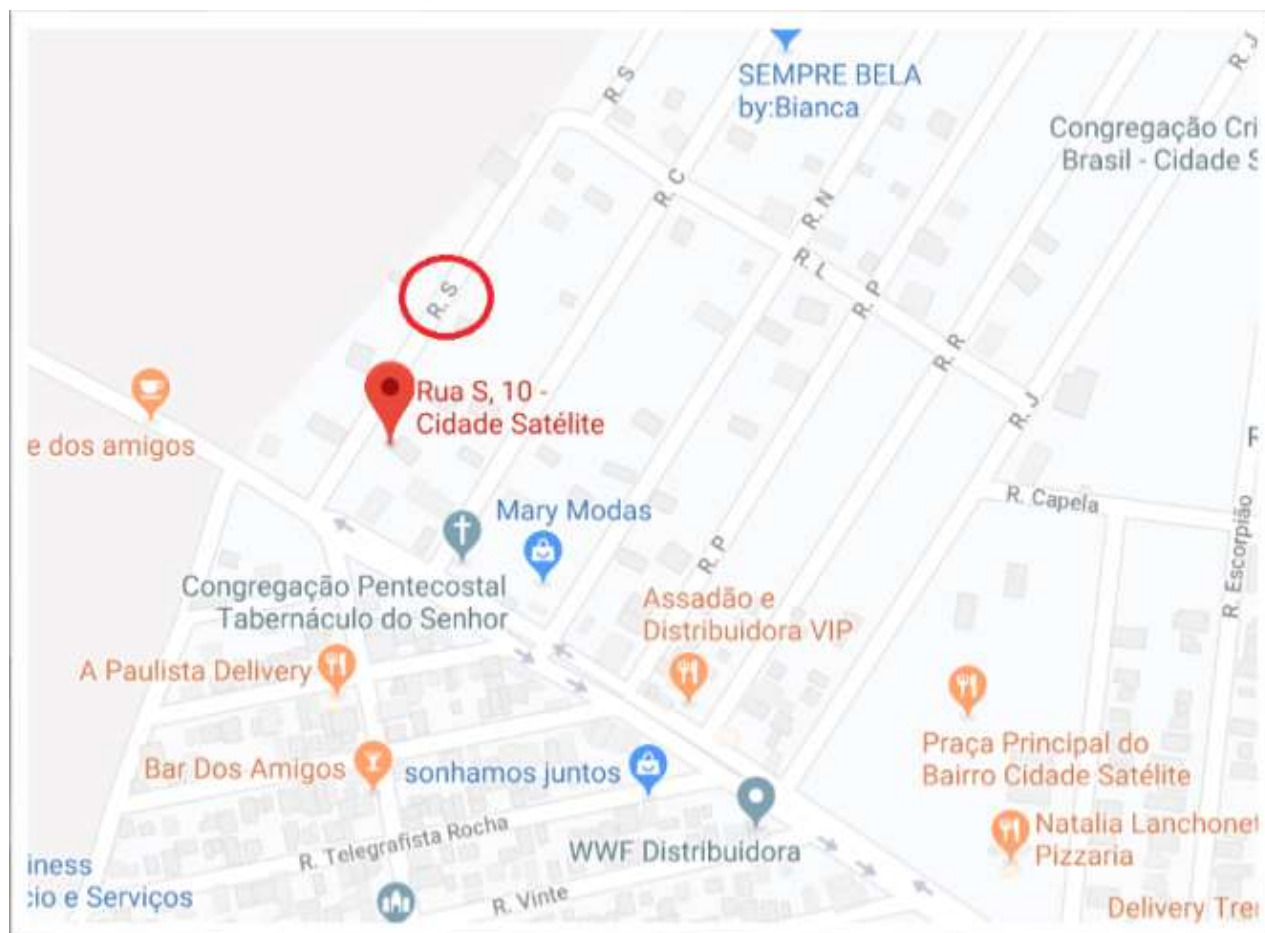 R. S
SEMPRE BELA
by:Bianca
R. J
Congregação Cri
Brasil - Cidade S
R. C
R. N
R. L
R. S
R. P
R. R
Rua S, 10 -
Cidade Satélite
R. J
e dos amigos
R. Capela
R. Escorpião
Mary Modas
R. P
Congregação Pentecostal
Tabernáculo do Senhor
Assadão e
Distribuidora VIP
A Paulista Delivery
Praça Principal do
Bairro Cidade Satélite
Bar Dos Amigos
sonhamos juntos
R. Telegrafista Rocha
WWF Distribuidora
Natalia Lanchonet
Pizzaria
iness
cio e Serviços
R. Vinte
Delivery Tre